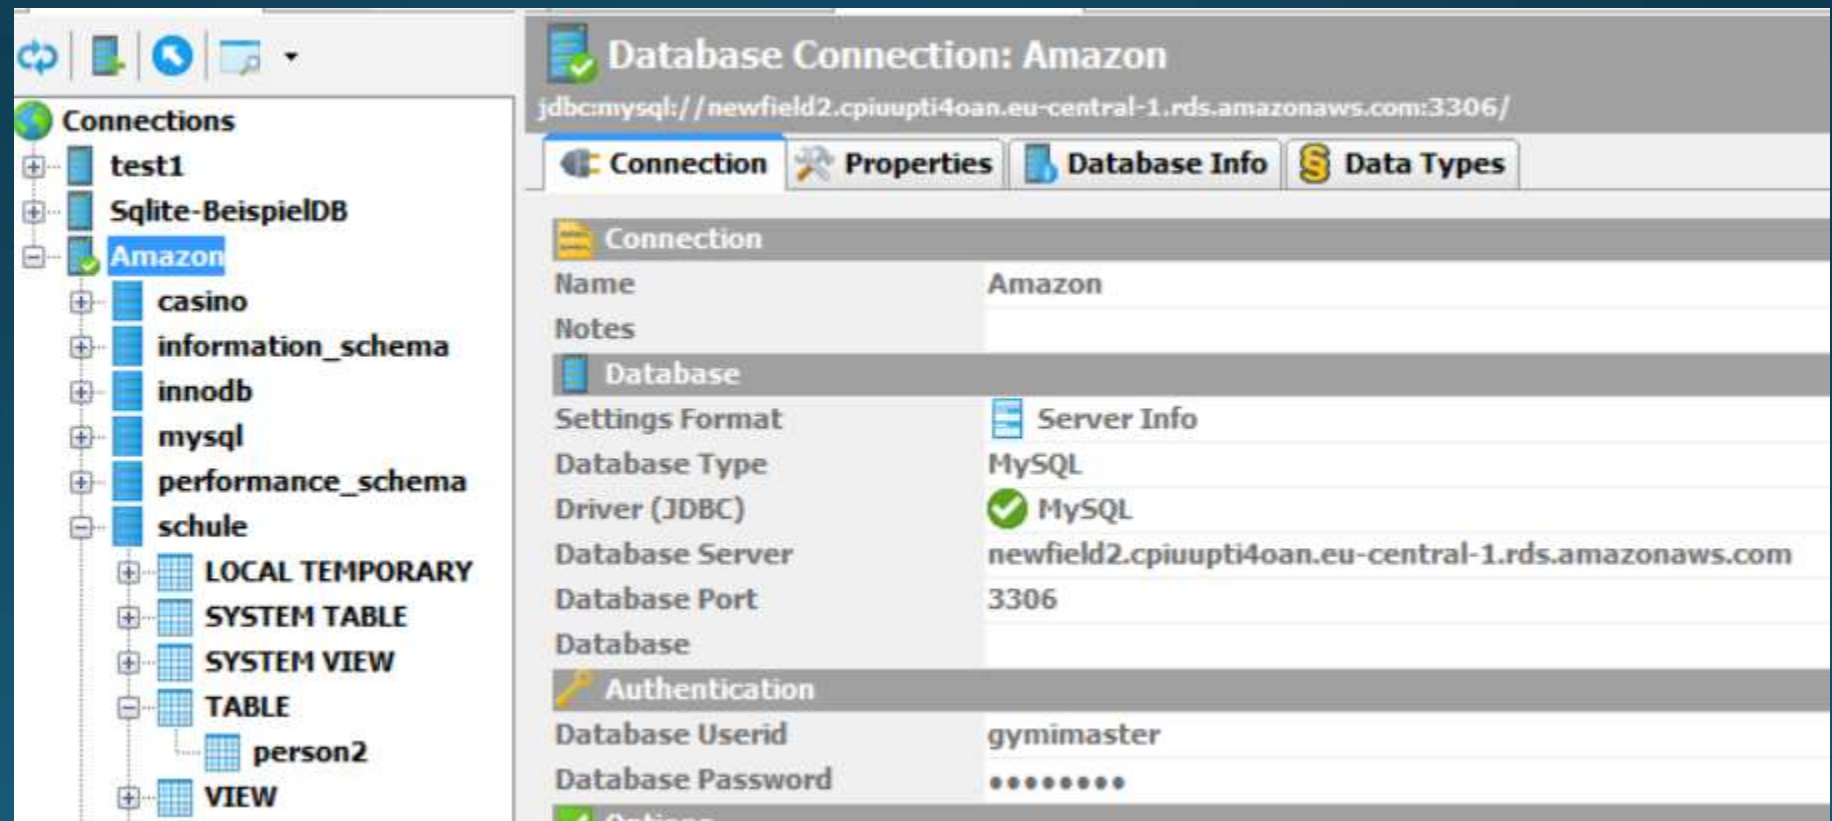 Connections
test1
Sqlite-BeispielDB
Amazon
casino
information_schema
innodb
mysql
performance_schema
schule
LOCAL TEMPORARY
SYSTEM TABLE
SYSTEM VIEW
TABLE
person2
VIEW
Database Connection: Amazon
jdbc:mysql://newfield2.cpiuupti4oan.eu-central-1.rds.amazonaws.com:3306/
Connection Properties Database Info Data Types
Connection
Name Amazon
Notes
Database
Settings Format Server Info
Database Type MySQL
Driver (JDBC) MySQL
Database Server newfield2.cpiuupti4oan.eu-central-1.rds.amazonaws.com
Database Port 3306
Database
Authentication
Database Userid gymimaster
Database Password ••••••••
Options